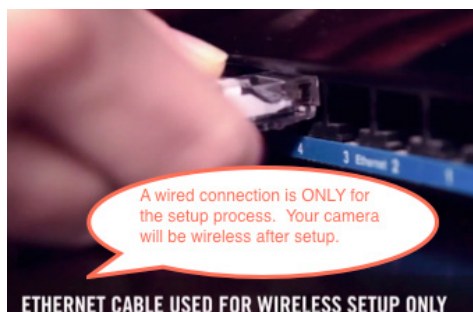 4 3 Ethernet 2 1
A wired connection is ONLY for
the setup process. Your camera
will be wireless after setup.
ETHERNET CABLE USED FOR WIRELESS SETUP ONLY